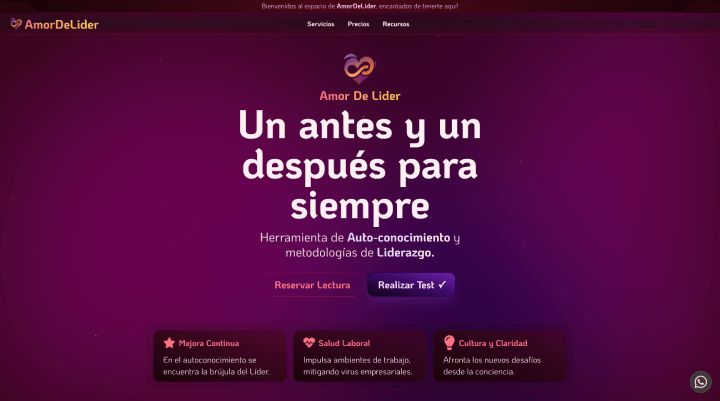 Bienvenidos al espacio de AmorDeLider, encantados de tenerte aquí!
AmorDeLider
Servicios
Precios
Recursos
Amor De Lider
Un antes y un
después para
siempre
Herramienta de Auto-conocimiento y
metodologías de Liderazgo.
Reservar Lectura
Realizar Test ✓
Mejora Continua
En el autoconocimiento se
encuentra la brújula del Líder.
Salud Laboral
Impulsa ambientes de trabajo,
mitigando virus empresariales.
Cultura y Claridad
Afronta los nuevos desafíos
desde la conciencia.